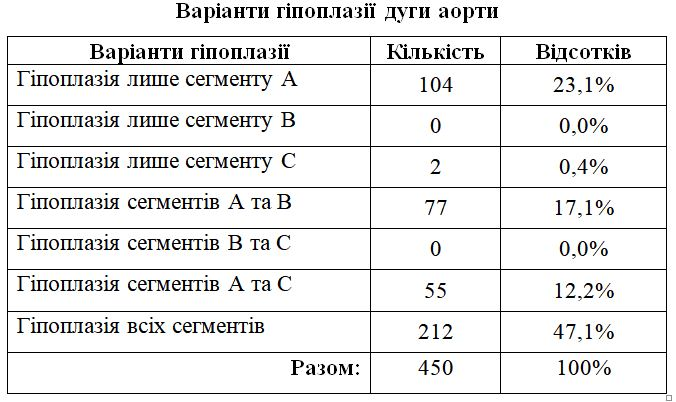 Варіанти гіпоплазії дуги аорти
Варіанти гіпоплазії Кількість Відсотків
Гіпоплазія лише сегменту А 104 23,1%
Гіпоплазія лише сегменту В 0 0,0%
Гіпоплазія лише сегменту С 2 0,4%
Гіпоплазія сегментів А та В 77 17,1%
Гіпоплазія сегментів В та С 0 0,0%
Гіпоплазія сегментів А та С 55 12,2%
Гіпоплазія всіх сегментів 212 47,1%
Разом: 450 100%